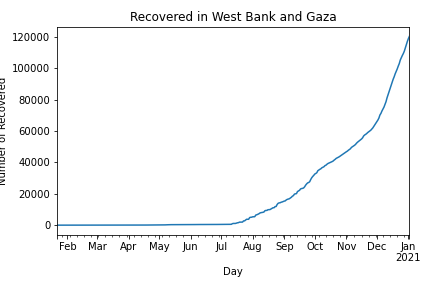 Recovered in West Bank and Gaza
120000
100000
80000
60000
40000
20000
0
Number of Recovered
Feb Mar Apr May Jun Jul Aug Sep Oct Nov Dec Jan
2021
Day